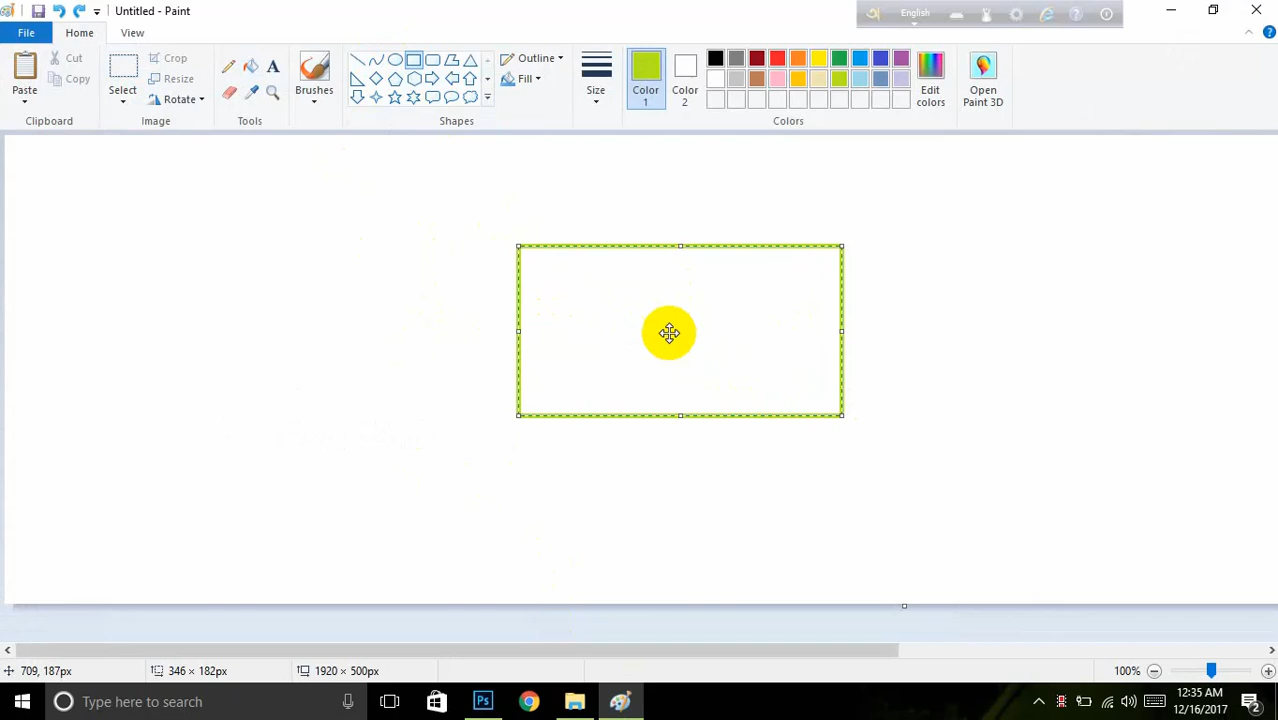 Untitled - Paint
English
File
Home
View
Paste
Cut
Copy
Clipboard
Select
Crop
Resize
Rotate
Image
A
Tools
Brushes
Outline
Fill
Shapes
Size
Color 1
Color 2
Edit colors
Colors
Open Paint 3D
709, 187px
346 × 182px
1920 × 500px
100%
Type here to search
Ps
12:35 AM
12/16/2017
2